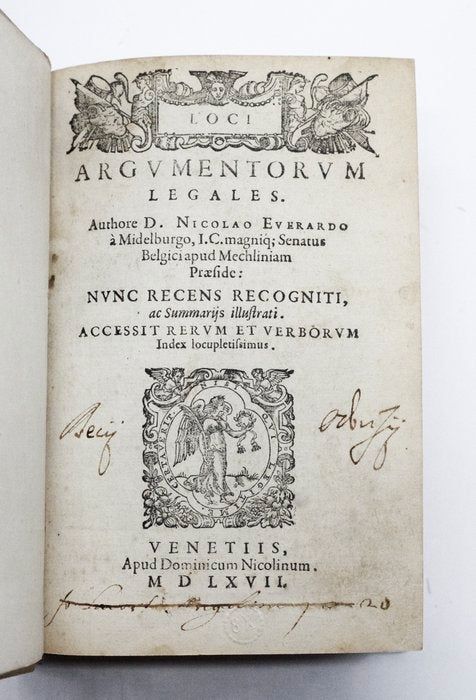 LOCI
ARGVMENTORVM
LEGALES.
Authore D. NICOLAO EVERARDO
à Midelburgo, I.C. magniq; Senatus
Belgici apud Mechliniam
Præside:
NVNC RECENS RECOGNITI,
ac Summarijs illustrati.
ACCESSIT RERVM ET VERBORVM
Index locupletissimus.
VENETIIS,
Apud Dominicum Nicolinum.
M D LXVII.
20